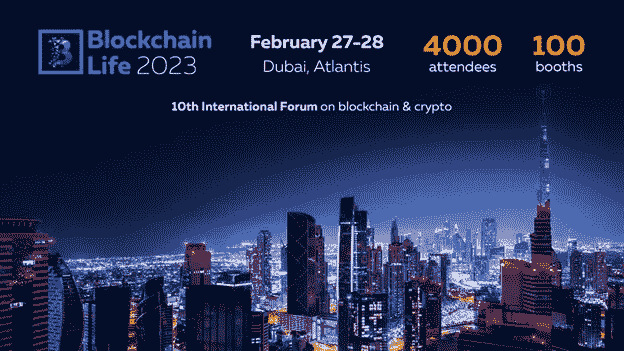 Blockchain
Life 2023
February 27-28
Dubai, Atlantis
4000
attendees
100
booths
10th International Forum on blockchain & crypto